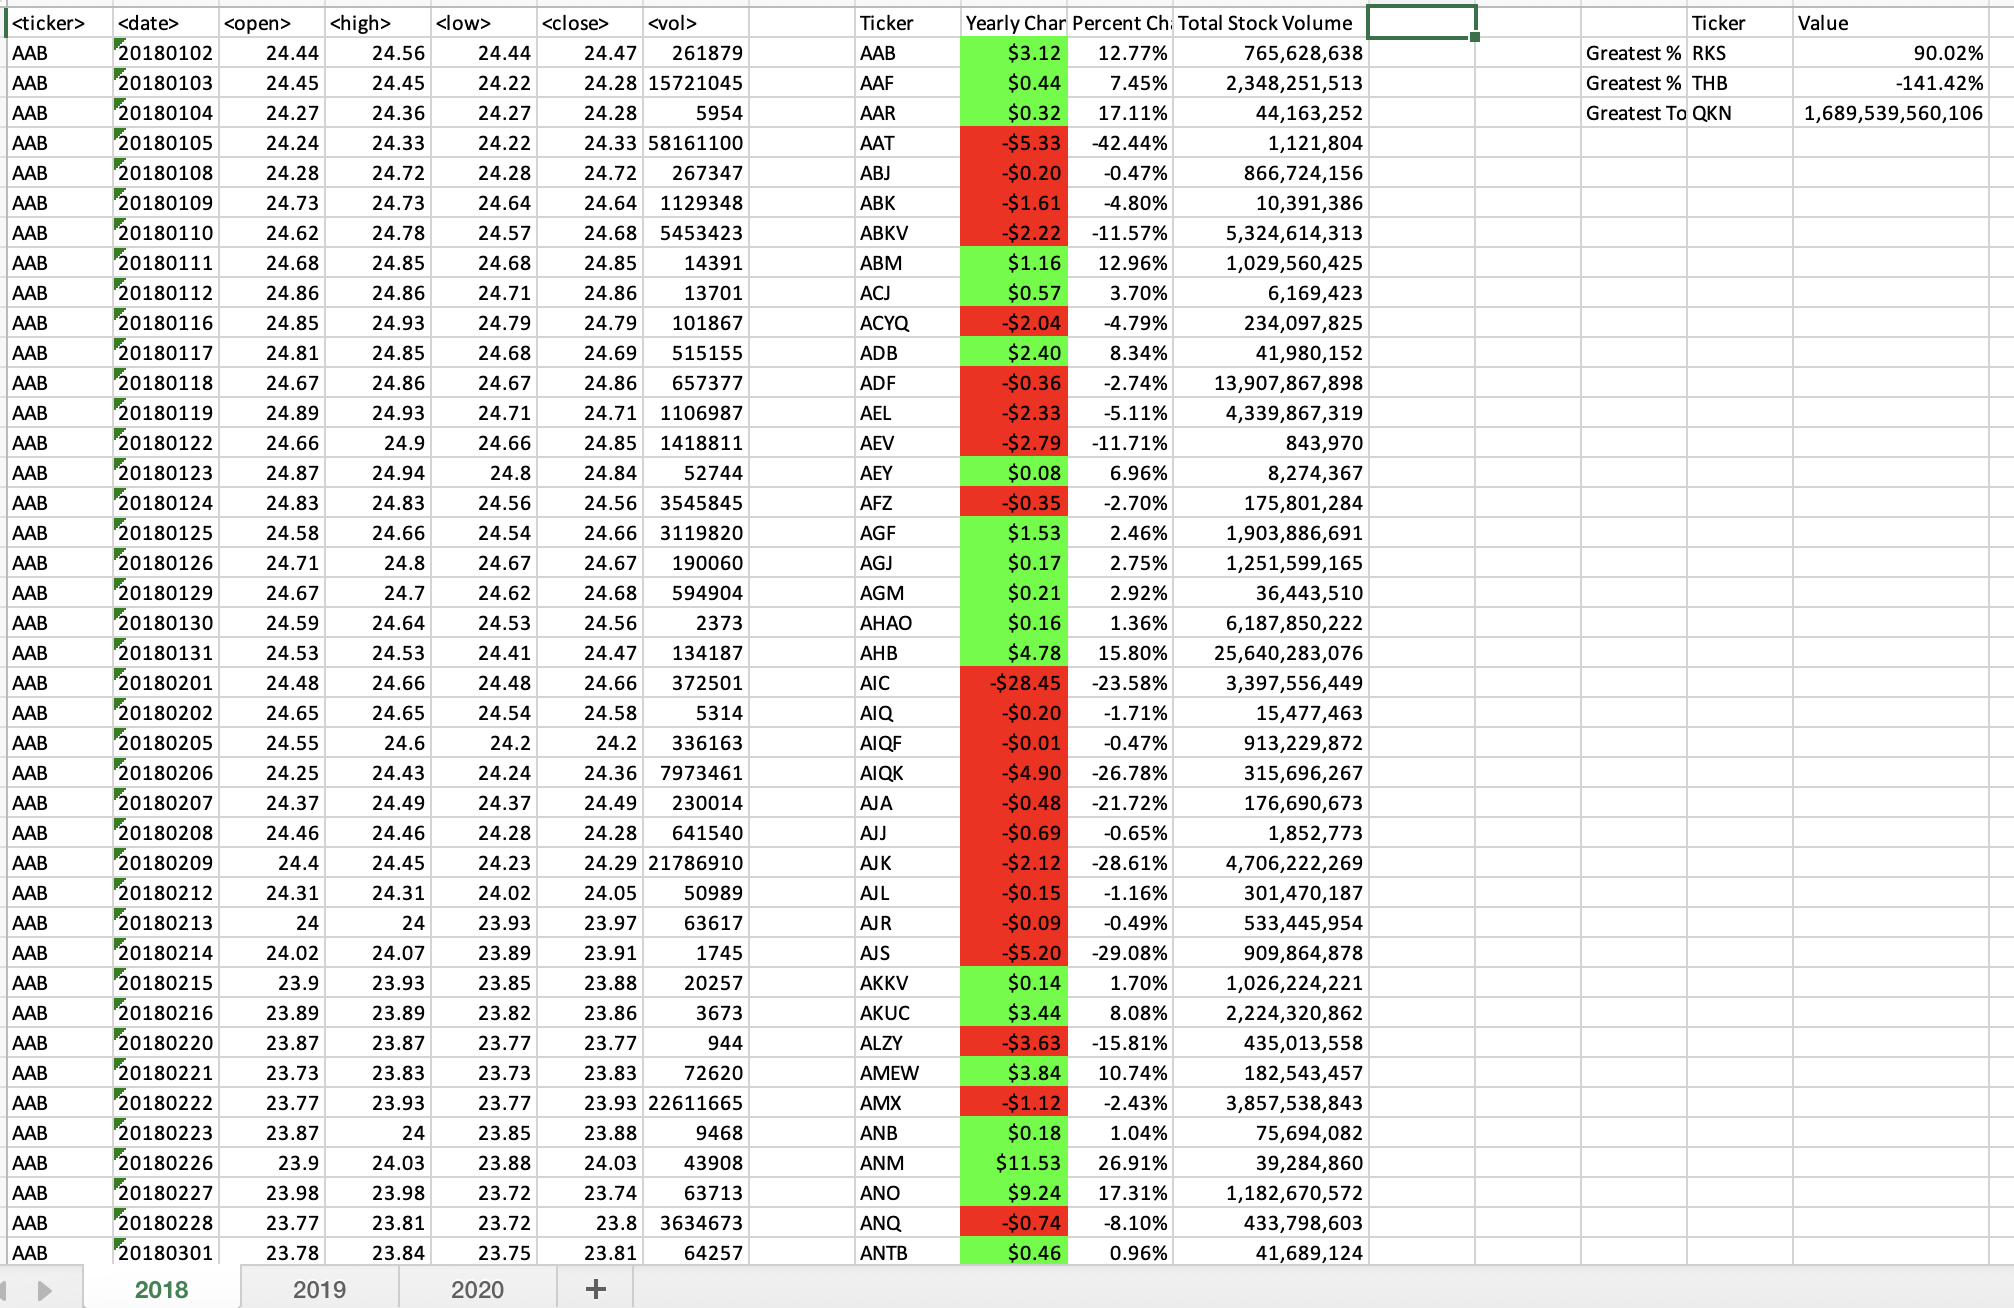 <ticker> <date> <open> <high> <low> <close> <vol> Ticker Yearly Chan Percent Ch Total Stock Volume Ticker Value
AAB 20180102 24.44 24.56 24.44 24.47 261879 AAB $3.12 12.77% 765,628,638 Greatest % RKS 90.02%
AAB 20180103 24.45 24.45 24.22 24.28 15721045 AAF $0.44 7.45% 2,348,251,513 Greatest % THB -141.42%
AAB 20180104 24.27 24.36 24.27 24.28 5954 AAR $0.32 17.11% 44,163,252 Greatest To QKN 1,689,539,560,106
AAB 20180105 24.24 24.33 24.22 24.33 58161100 AAT -$5.33 -42.44% 1,121,804
AAB 20180108 24.28 24.72 24.28 24.72 267347 ABJ -$0.20 -0.47% 866,724,156
AAB 20180109 24.73 24.73 24.64 24.64 1129348 ABK -$1.61 -4.80% 10,391,386
AAB 20180110 24.62 24.78 24.57 24.68 5453423 ABKV -$2.22 -11.57% 5,324,614,313
AAB 20180111 24.68 24.85 24.68 24.85 14391 ABM $1.16 12.96% 1,029,560,425
AAB 20180112 24.86 24.86 24.71 24.86 13701 ACJ $0.57 3.70% 6,169,423
AAB 20180116 24.85 24.93 24.79 24.79 101867 ACYQ -$2.04 -4.79% 234,097,825
AAB 20180117 24.81 24.85 24.68 24.69 515155 ADB $2.40 8.34% 41,980,152
AAB 20180118 24.67 24.86 24.67 24.86 657377 ADF -$0.36 -2.74% 13,907,867,898
AAB 20180119 24.89 24.93 24.71 24.71 1106987 AEL -$2.33 -5.11% 4,339,867,319
AAB 20180122 24.66 24.9 24.66 24.85 1418811 AEV -$2.79 -11.71% 843,970
AAB 20180123 24.87 24.94 24.8 24.84 52744 AEY $0.08 6.96% 8,274,367
AAB 20180124 24.83 24.83 24.56 24.56 3545845 AFZ -$0.35 -2.70% 175,801,284
AAB 20180125 24.58 24.66 24.54 24.66 3119820 AGF $1.53 2.46% 1,903,886,691
AAB 20180126 24.71 24.8 24.67 24.67 190060 AGJ $0.17 2.75% 1,251,599,165
AAB 20180129 24.67 24.7 24.62 24.68 594904 AGM $0.21 2.92% 36,443,510
AAB 20180130 24.59 24.64 24.53 24.56 2373 AHAO $0.16 1.36% 6,187,850,222
AAB 20180131 24.53 24.53 24.41 24.47 134187 AHB $4.78 15.80% 25,640,283,076
AAB 20180201 24.48 24.66 24.48 24.66 372501 AIC -$28.45 -23.58% 3,397,556,449
AAB 20180202 24.65 24.65 24.54 24.58 5314 AIQ -$0.20 -1.71% 15,477,463
AAB 20180205 24.55 24.6 24.2 24.2 336163 AIQF -$0.01 -0.47% 913,229,872
AAB 20180206 24.25 24.43 24.24 24.36 7973461 AIQK -$4.90 -26.78% 315,696,267
AAB 20180207 24.37 24.49 24.37 24.49 230014 AJA -$0.48 -21.72% 176,690,673
AAB 20180208 24.46 24.46 24.28 24.28 641540 AJJ -$0.69 -0.65% 1,852,773
AAB 20180209 24.4 24.45 24.23 24.29 21786910 AJK -$2.12 -28.61% 4,706,222,269
AAB 20180212 24.31 24.31 24.02 24.05 50989 AJL -$0.15 -1.16% 301,470,187
AAB 20180213 24 24 23.93 23.97 63617 AJR -$0.09 -0.49% 533,445,954
AAB 20180214 24.02 24.07 23.89 23.91 1745 AJS -$5.20 -29.08% 909,864,878
AAB 20180215 23.9 23.93 23.85 23.88 20257 AKKV $0.14 1.70% 1,026,224,221
AAB 20180216 23.89 23.89 23.82 23.86 3673 AKUC $3.44 8.08% 2,224,320,862
AAB 20180220 23.87 23.87 23.77 23.77 944 ALZY -$3.63 -15.81% 435,013,558
AAB 20180221 23.73 23.83 23.73 23.83 72620 AMEW $3.84 10.74% 182,543,457
AAB 20180222 23.77 23.93 23.77 23.93 22611665 AMX -$1.12 -2.43% 3,857,538,843
AAB 20180223 23.87 24 23.85 23.88 9468 ANB $0.18 1.04% 75,694,082
AAB 20180226 23.9 24.03 23.88 24.03 43908 ANM $11.53 26.91% 39,284,860
AAB 20180227 23.98 23.98 23.72 23.74 63713 ANO $9.24 17.31% 1,182,670,572
AAB 20180228 23.77 23.81 23.72 23.8 3634673 ANQ -$0.74 -8.10% 433,798,603
AAB 20180301 23.78 23.84 23.75 23.81 64257 ANTB $0.46 0.96% 41,689,124
2018 2019 2020 +